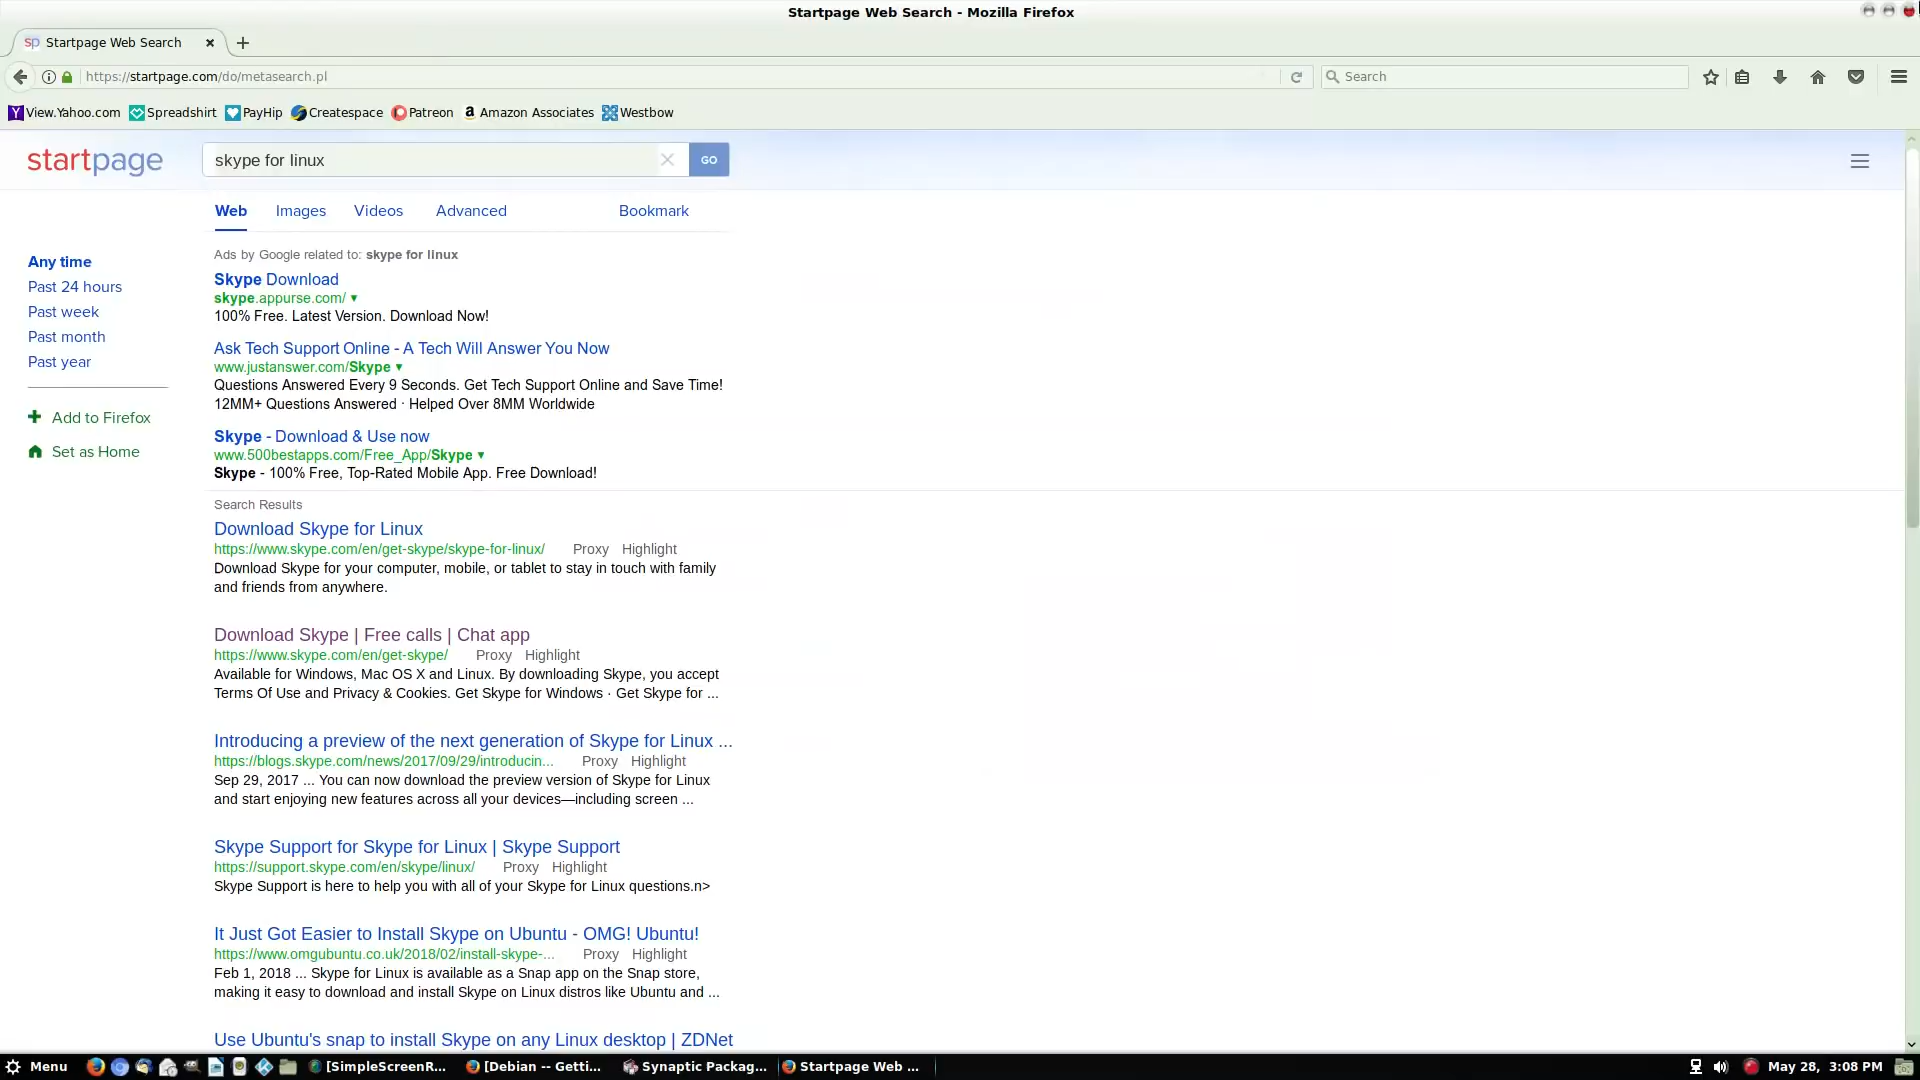 Startpage Web Search - Mozilla Firefox
sp Startpage Web Search
https://startpage.com/do/metasearch.pl
Search
View.Yahoo.com Spreadshirt PayHip Createspace Patreon Amazon Associates Westbow
startpage
skype for linux
GO
Web Images Videos Advanced Bookmark
Any time
Past 24 hours
Past week
Past month
Past year
Add to Firefox
Set as Home
Ads by Google related to: skype for linux
Skype Download
skype.appurse.com/
100% Free. Latest Version. Download Now!
Ask Tech Support Online - A Tech Will Answer You Now
www.justanswer.com/Skype
Questions Answered Every 9 Seconds. Get Tech Support Online and Save Time!
12MM+ Questions Answered · Helped Over 8MM Worldwide
Skype - Download & Use now
www.500bestapps.com/Free_App/Skype
Skype - 100% Free, Top-Rated Mobile App. Free Download!
Search Results
Download Skype for Linux
https://www.skype.com/en/get-skype/skype-for-linux/ Proxy Highlight
Download Skype for your computer, mobile, or tablet to stay in touch with family
and friends from anywhere.
Download Skype | Free calls | Chat app
https://www.skype.com/en/get-skype/ Proxy Highlight
Available for Windows, Mac OS X and Linux. By downloading Skype, you accept
Terms Of Use and Privacy & Cookies. Get Skype for Windows · Get Skype for ...
Introducing a preview of the next generation of Skype for Linux ...
https://blogs.skype.com/news/2017/09/29/introducin... Proxy Highlight
Sep 29, 2017 ... You can now download the preview version of Skype for Linux
and start enjoying new features across all your devices—including screen ...
Skype Support for Skype for Linux | Skype Support
https://support.skype.com/en/skype/linux/ Proxy Highlight
Skype Support is here to help you with all of your Skype for Linux questions.n>
It Just Got Easier to Install Skype on Ubuntu - OMG! Ubuntu!
https://www.omgubuntu.co.uk/2018/02/install-skype-... Proxy Highlight
Feb 1, 2018 ... Skype for Linux is available as a Snap app on the Snap store,
making it easy to download and install Skype on Linux distros like Ubuntu and ...
Use Ubuntu's snap to install Skype on any Linux desktop | ZDNet
Menu [SimpleScreenR... [Debian -- Getti... Synaptic Packag... Startpage Web ... May 28, 3:08 PM